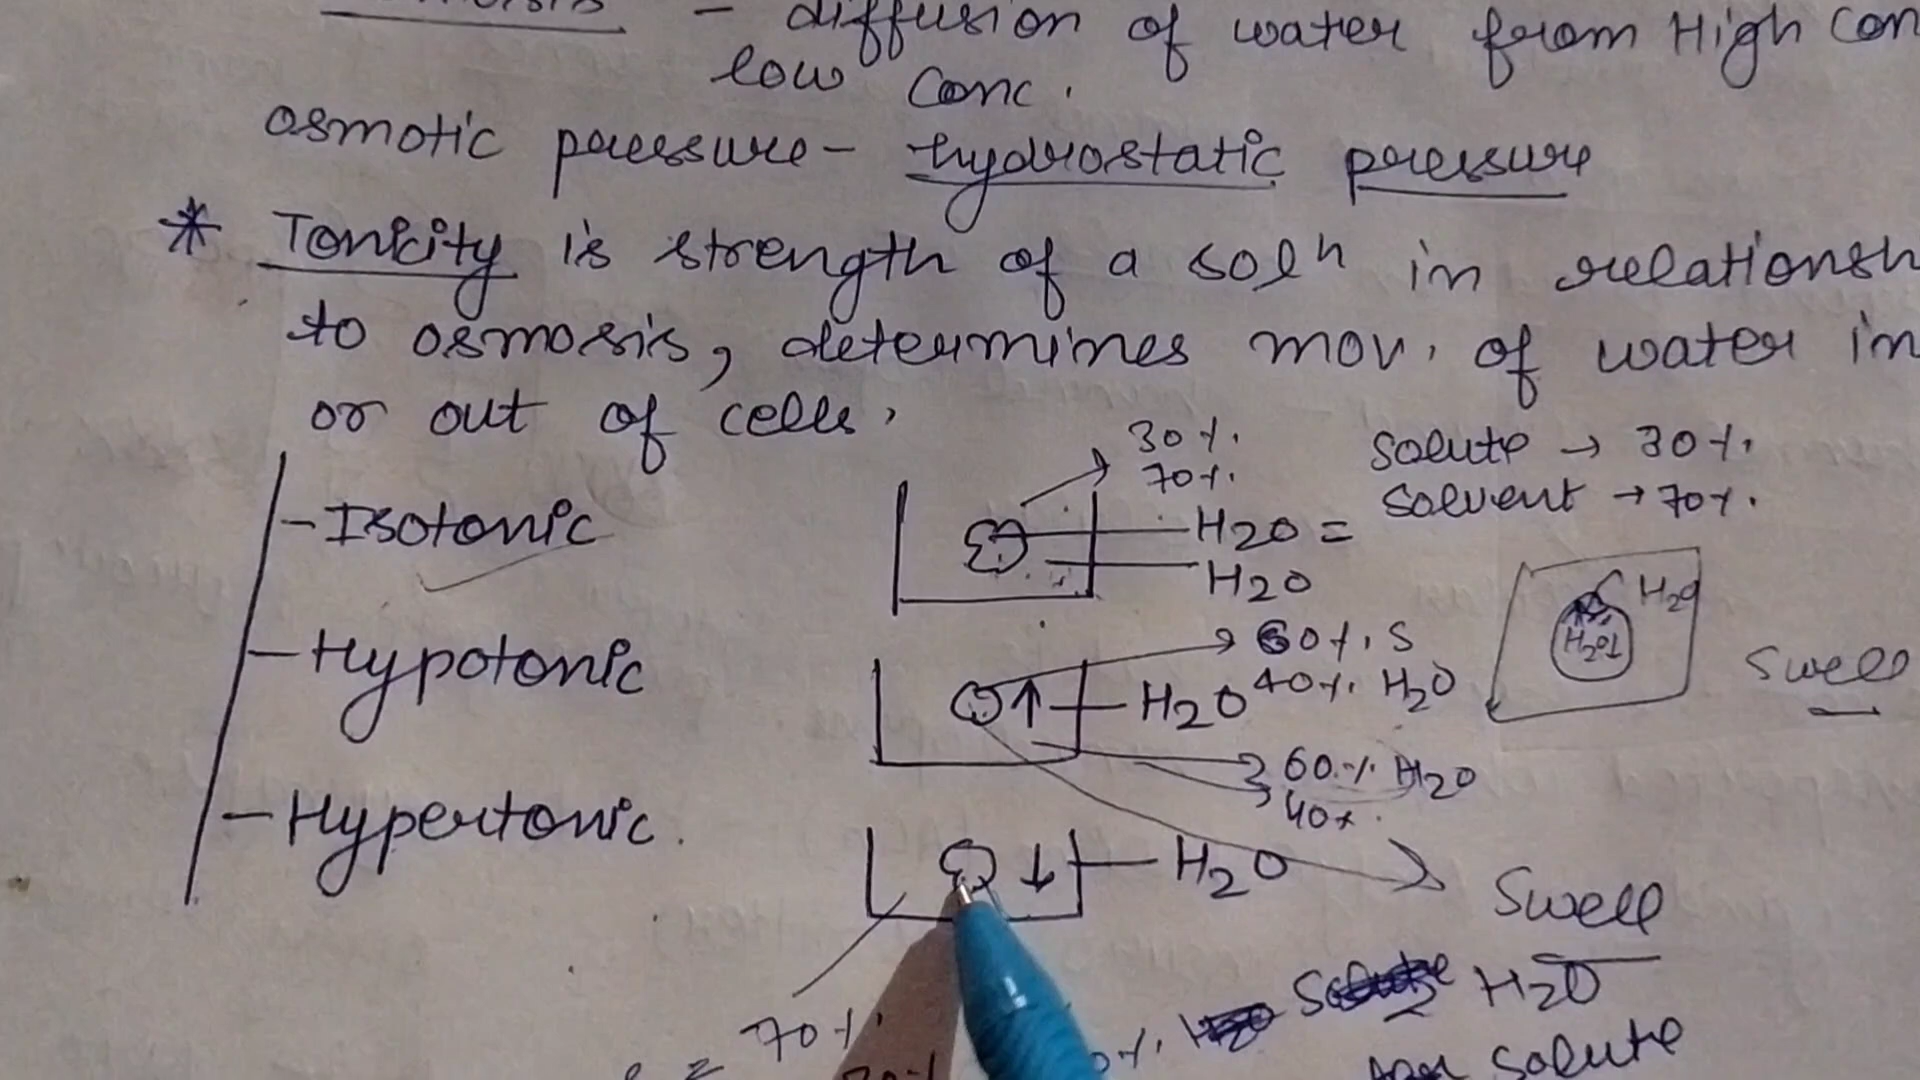 - diffusion of water from High Con
low Conc.
osmotic pressure - hydrostatic pressure
* Tonicity is strength of a solⁿ in relationsh
to osmosis, determines mov. of water in
or out of cells.
30%.
70%.
Solute → 30%.
Solvent → 70%.
- Isotonic
H2O =
H2O
H2O
H2O↑
Swell
- Hypotonic
60%. S
H2O 40%. H2O
60.%. H2O
40%.
- Hypertonic.
↑
↓
H2O
Swell
70%.
H2O
Solute